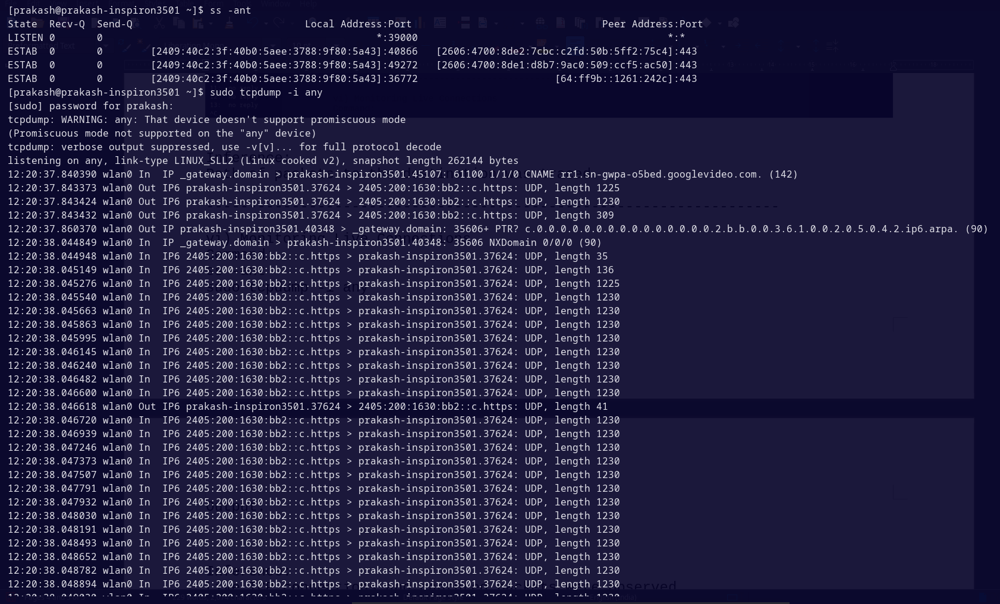 [prakash@prakash-inspiron3501 ~]$ ss -ant
State  Recv-Q  Send-Q                             Local Address:Port                                Peer Address:Port
LISTEN 0       0                                              *:39000                                          *:*
ESTAB  0       0        [2409:40c2:3f:40b0:5aee:3788:9f80:5a43]:40866   [2606:4700:8de2:7cbc:c2fd:50b:5ff2:75c4]:443
ESTAB  0       0        [2409:40c2:3f:40b0:5aee:3788:9f80:5a43]:49272   [2606:4700:8de1:d8b7:9ac0:509:ccf5:ac50]:443
ESTAB  0       0        [2409:40c2:3f:40b0:5aee:3788:9f80:5a43]:36772                       [64:ff9b::1261:242c]:443
[prakash@prakash-inspiron3501 ~]$ sudo tcpdump -i any
[sudo] password for prakash:
tcpdump: WARNING: any: That device doesn't support promiscuous mode
(Promiscuous mode not supported on the "any" device)
tcpdump: verbose output suppressed, use -v[v]... for full protocol decode
listening on any, link-type LINUX_SLL2 (Linux cooked v2), snapshot length 262144 bytes
12:20:37.840390 wlan0 In  IP _gateway.domain > prakash-inspiron3501.45107: 61100 1/1/0 CNAME rr1.sn-gwpa-o5bed.googlevideo.com. (142)
12:20:37.843373 wlan0 Out IP6 prakash-inspiron3501.37624 > 2405:200:1630:bb2::c.https: UDP, length 1225
12:20:37.843424 wlan0 Out IP6 prakash-inspiron3501.37624 > 2405:200:1630:bb2::c.https: UDP, length 1230
12:20:37.843432 wlan0 Out IP6 prakash-inspiron3501.37624 > 2405:200:1630:bb2::c.https: UDP, length 309
12:20:37.860370 wlan0 Out IP prakash-inspiron3501.40348 > _gateway.domain: 35606+ PTR? c.0.0.0.0.0.0.0.0.0.0.0.0.0.0.0.2.b.b.0.0.3.6.1.0.0.2.0.5.0.4.2.ip6.arpa. (90)
12:20:38.044849 wlan0 In  IP _gateway.domain > prakash-inspiron3501.40348: 35606 NXDomain 0/0/0 (90)
12:20:38.044948 wlan0 In  IP6 2405:200:1630:bb2::c.https > prakash-inspiron3501.37624: UDP, length 35
12:20:38.045149 wlan0 In  IP6 2405:200:1630:bb2::c.https > prakash-inspiron3501.37624: UDP, length 136
12:20:38.045276 wlan0 In  IP6 2405:200:1630:bb2::c.https > prakash-inspiron3501.37624: UDP, length 1225
12:20:38.045540 wlan0 In  IP6 2405:200:1630:bb2::c.https > prakash-inspiron3501.37624: UDP, length 1230
12:20:38.045663 wlan0 In  IP6 2405:200:1630:bb2::c.https > prakash-inspiron3501.37624: UDP, length 1230
12:20:38.045863 wlan0 In  IP6 2405:200:1630:bb2::c.https > prakash-inspiron3501.37624: UDP, length 1230
12:20:38.045995 wlan0 In  IP6 2405:200:1630:bb2::c.https > prakash-inspiron3501.37624: UDP, length 1230
12:20:38.046145 wlan0 In  IP6 2405:200:1630:bb2::c.https > prakash-inspiron3501.37624: UDP, length 1230
12:20:38.046240 wlan0 In  IP6 2405:200:1630:bb2::c.https > prakash-inspiron3501.37624: UDP, length 1230
12:20:38.046482 wlan0 In  IP6 2405:200:1630:bb2::c.https > prakash-inspiron3501.37624: UDP, length 1230
12:20:38.046600 wlan0 In  IP6 2405:200:1630:bb2::c.https > prakash-inspiron3501.37624: UDP, length 1230
12:20:38.046618 wlan0 Out IP6 prakash-inspiron3501.37624 > 2405:200:1630:bb2::c.https: UDP, length 41
12:20:38.046720 wlan0 In  IP6 2405:200:1630:bb2::c.https > prakash-inspiron3501.37624: UDP, length 1230
12:20:38.046939 wlan0 In  IP6 2405:200:1630:bb2::c.https > prakash-inspiron3501.37624: UDP, length 1230
12:20:38.047246 wlan0 In  IP6 2405:200:1630:bb2::c.https > prakash-inspiron3501.37624: UDP, length 1230
12:20:38.047373 wlan0 In  IP6 2405:200:1630:bb2::c.https > prakash-inspiron3501.37624: UDP, length 1230
12:20:38.047507 wlan0 In  IP6 2405:200:1630:bb2::c.https > prakash-inspiron3501.37624: UDP, length 1230
12:20:38.047791 wlan0 In  IP6 2405:200:1630:bb2::c.https > prakash-inspiron3501.37624: UDP, length 1230
12:20:38.047932 wlan0 In  IP6 2405:200:1630:bb2::c.https > prakash-inspiron3501.37624: UDP, length 1230
12:20:38.048030 wlan0 In  IP6 2405:200:1630:bb2::c.https > prakash-inspiron3501.37624: UDP, length 1230
12:20:38.048191 wlan0 In  IP6 2405:200:1630:bb2::c.https > prakash-inspiron3501.37624: UDP, length 1230
12:20:38.048493 wlan0 In  IP6 2405:200:1630:bb2::c.https > prakash-inspiron3501.37624: UDP, length 1230
12:20:38.048652 wlan0 In  IP6 2405:200:1630:bb2::c.https > prakash-inspiron3501.37624: UDP, length 1230
12:20:38.048782 wlan0 In  IP6 2405:200:1630:bb2::c.https > prakash-inspiron3501.37624: UDP, length 1230
12:20:38.048894 wlan0 In  IP6 2405:200:1630:bb2::c.https > prakash-inspiron3501.37624: UDP, length 1230